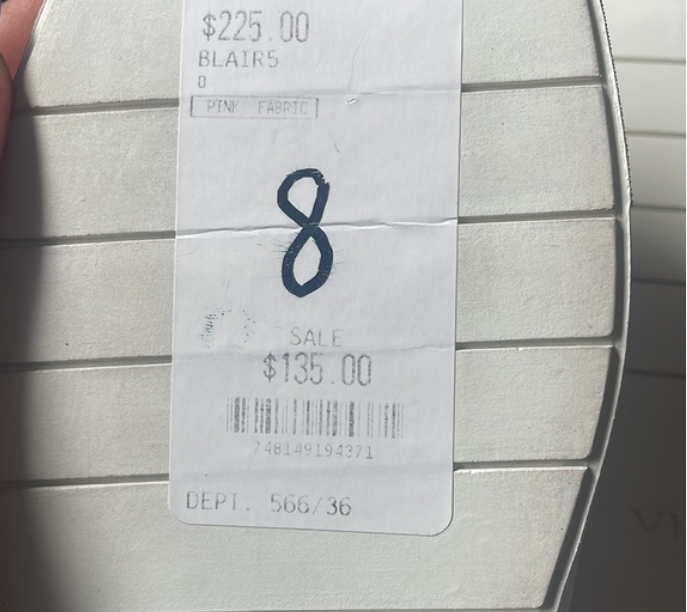 $225.00
BLAIR5
0
PINK FABRIC
8
SALE
$135.00
748149194371
DEPT. 566/36